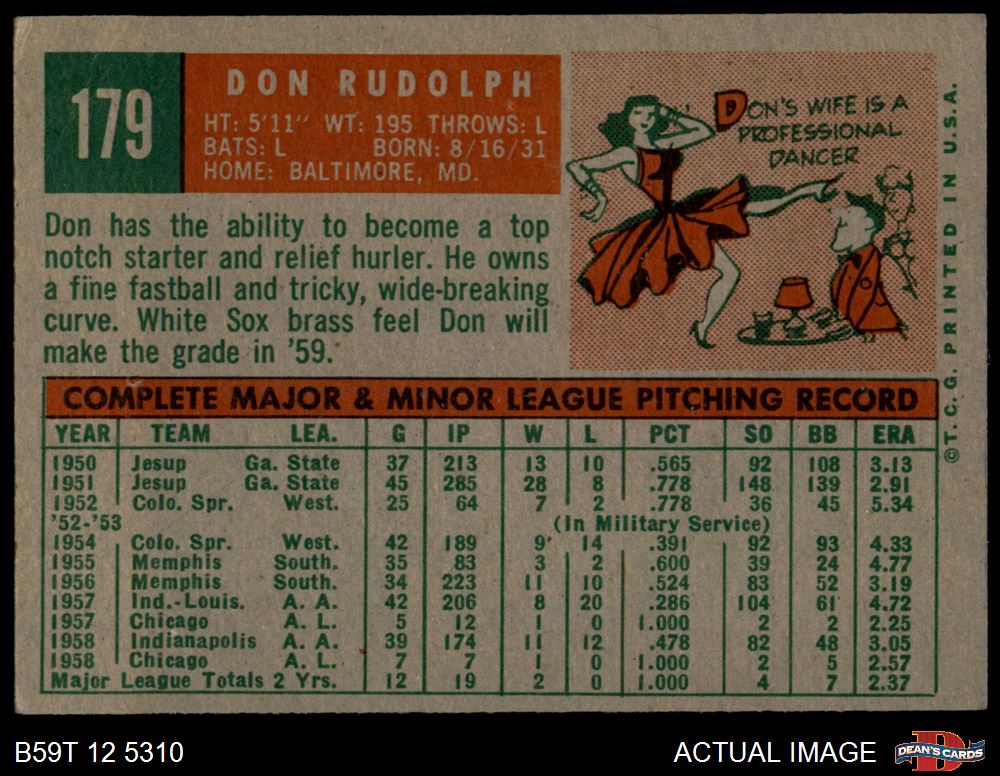 179
DON RUDOLPH
HT: 5'11" WT: 195 THROWS: L
BATS: L BORN: 8/16/31
HOME: BALTIMORE, MD.
DON'S WIFE IS A
PROFESSIONAL
DANCER
Don has the ability to become a top
notch starter and relief hurler. He owns
a fine fastball and tricky, wide-breaking
curve. White Sox brass feel Don will
make the grade in '59.
©T.C.G. PRINTED IN U.S.A.
COMPLETE MAJOR & MINOR LEAGUE PITCHING RECORD
YEAR TEAM LEA. G IP W L PCT SO BB ERA
1950 Jesup Ga. State 37 213 13 10 .565 92 108 3.13
1951 Jesup Ga. State 45 285 28 8 .778 148 139 2.91
1952 Colo. Spr. West. 25 64 7 2 .778 36 45 5.34
'52-'53 (In Military Service)
1954 Colo. Spr. West. 42 189 9 14 .391 92 93 4.33
1955 Memphis South. 35 83 3 2 .600 39 24 4.77
1956 Memphis South. 34 223 11 10 .524 83 52 3.19
1957 Ind.-Louis. A. A. 42 206 8 20 .286 104 61 4.72
1957 Chicago A. L. 5 12 1 0 1.000 2 2 2.25
1958 Indianapolis A. A. 39 174 11 12 .478 82 48 3.05
1958 Chicago A. L. 7 7 1 0 1.000 2 5 2.57
Major League Totals 2 Yrs. 12 19 2 0 1.000 4 7 2.37
B59T 12 5310
ACTUAL IMAGE
DEAN'S CARDS